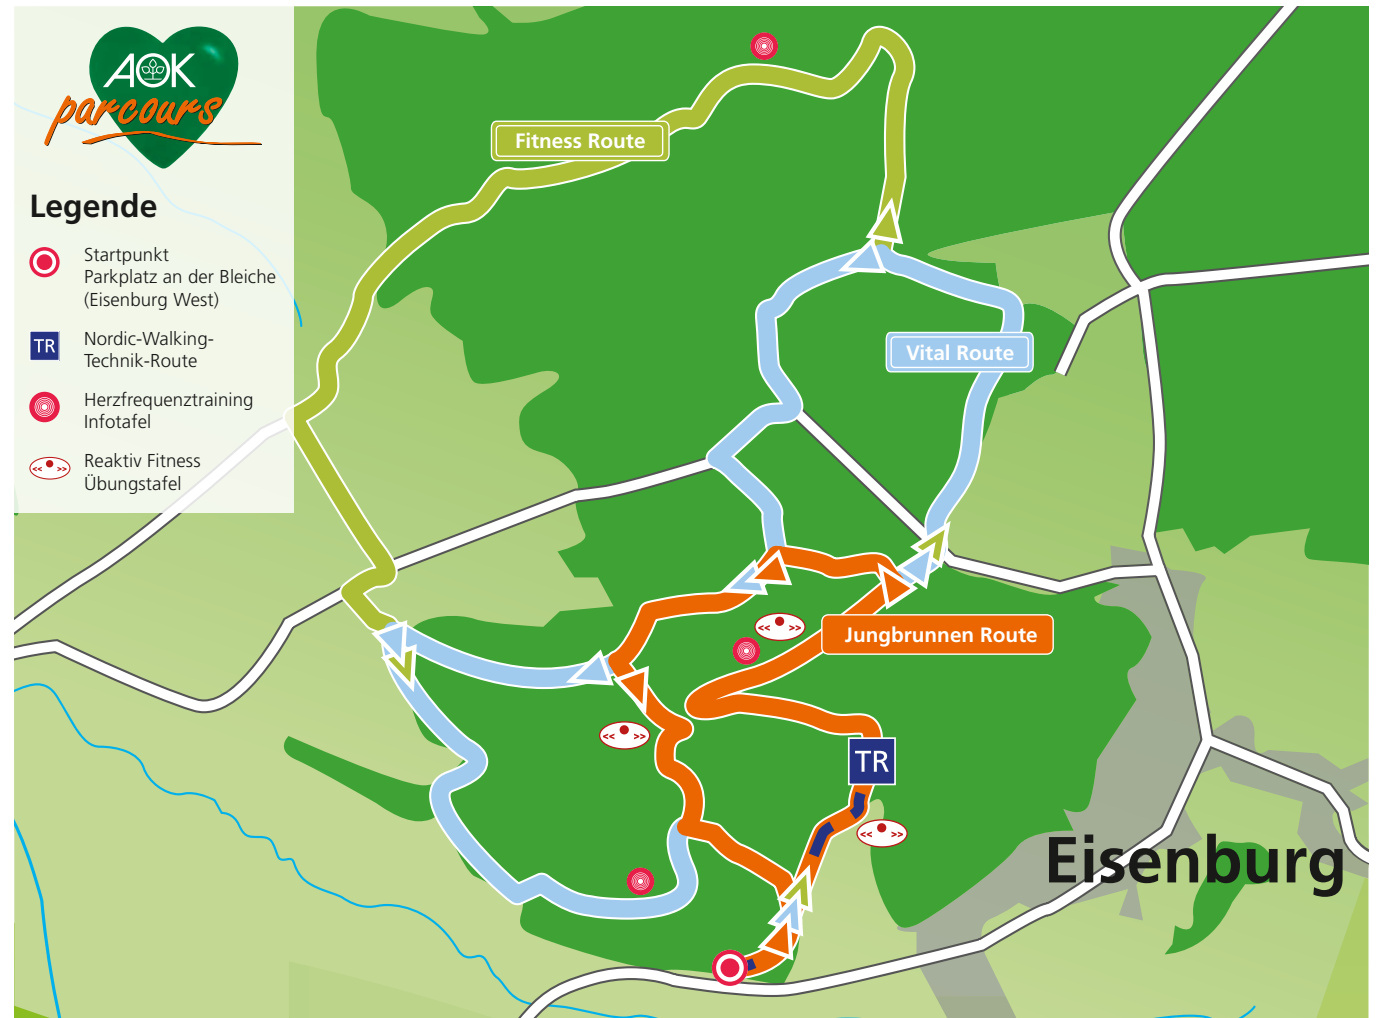 AOK
parcours
Legende
Startpunkt
Parkplatz an der Bleiche
(Eisenburg West)
TR
Nordic-Walking-
Technik-Route
Herzfrequenztraining
Infotafel
<< >>
Reaktiv Fitness
Übungstafel
Fitness Route
Vital Route
<< >>
Jungbrunnen Route
<< >>
TR
<< >>
Eisenburg